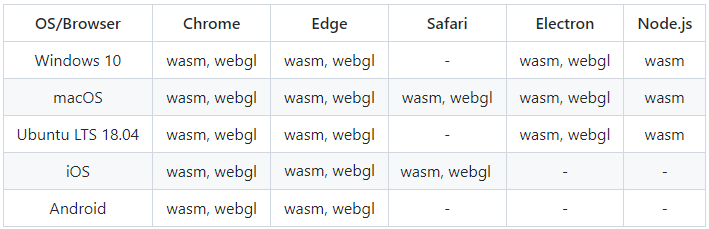 OS/Browser Chrome Edge Safari Electron Node.js
Windows 10 wasm, webgl wasm, webgl - wasm, webgl wasm
macOS wasm, webgl wasm, webgl wasm, webgl wasm, webgl wasm
Ubuntu LTS 18.04 wasm, webgl wasm, webgl - wasm, webgl wasm
iOS wasm, webgl wasm, webgl wasm, webgl - -
Android wasm, webgl wasm, webgl - - -